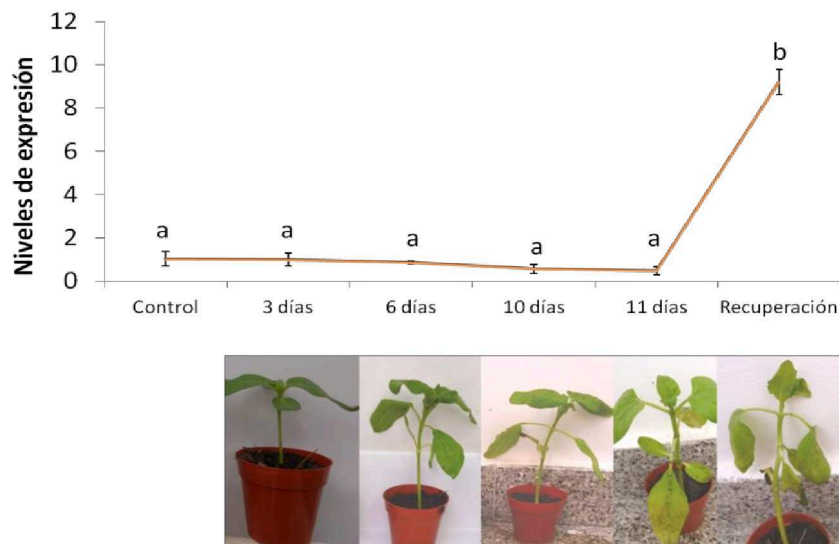 Niveles de expresión
12
10
8
6
4
2
0
a
a
a
a
a
b
Control
3 días
6 días
10 días
11 días
Recuperación